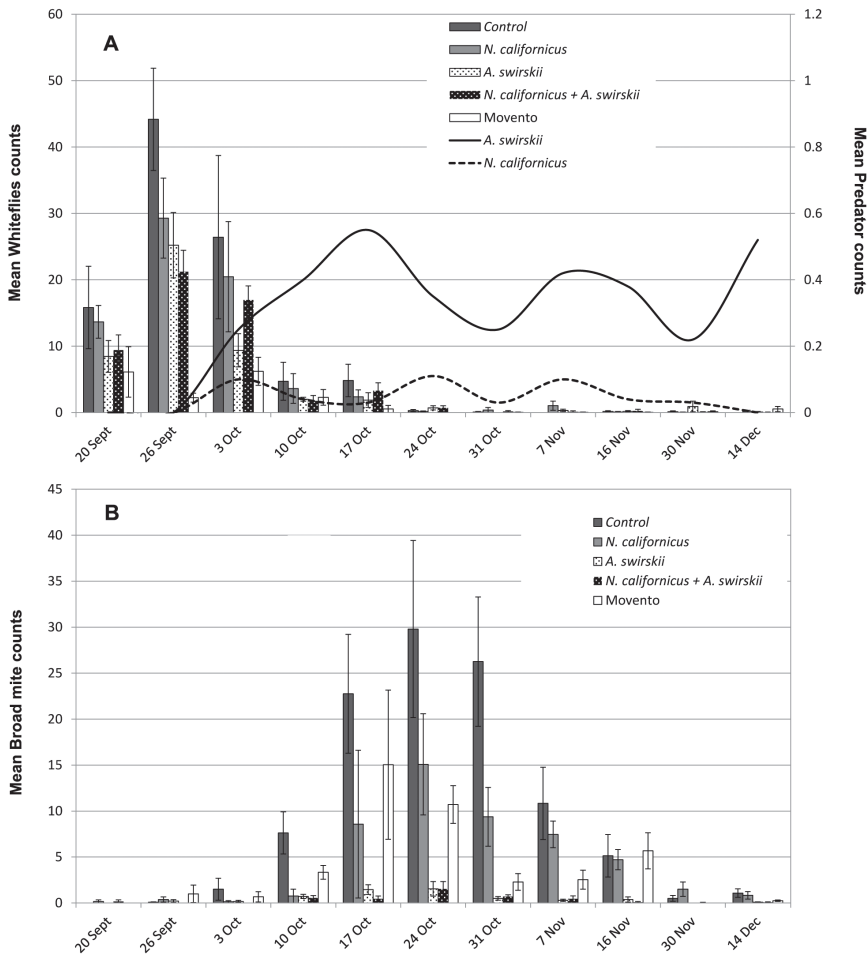 A
Control
N. californicus
A. swirskii
N. californicus + A. swirskii
Movento
A. swirskii
N. californicus
Mean Whiteflies counts
60
50
40
30
20
10
0
Mean Predator counts
1.2
1
0.8
0.6
0.4
0.2
0
20 Sept
26 Sept
3 Oct
10 Oct
17 Oct
24 Oct
31 Oct
7 Nov
16 Nov
30 Nov
14 Dec
B
Control
N. californicus
A. swirskii
N. californicus + A. swirskii
Movento
Mean Broad mite counts
45
40
35
30
25
20
15
10
5
0
20 Sept
26 Sept
3 Oct
10 Oct
17 Oct
24 Oct
31 Oct
7 Nov
16 Nov
30 Nov
14 Dec